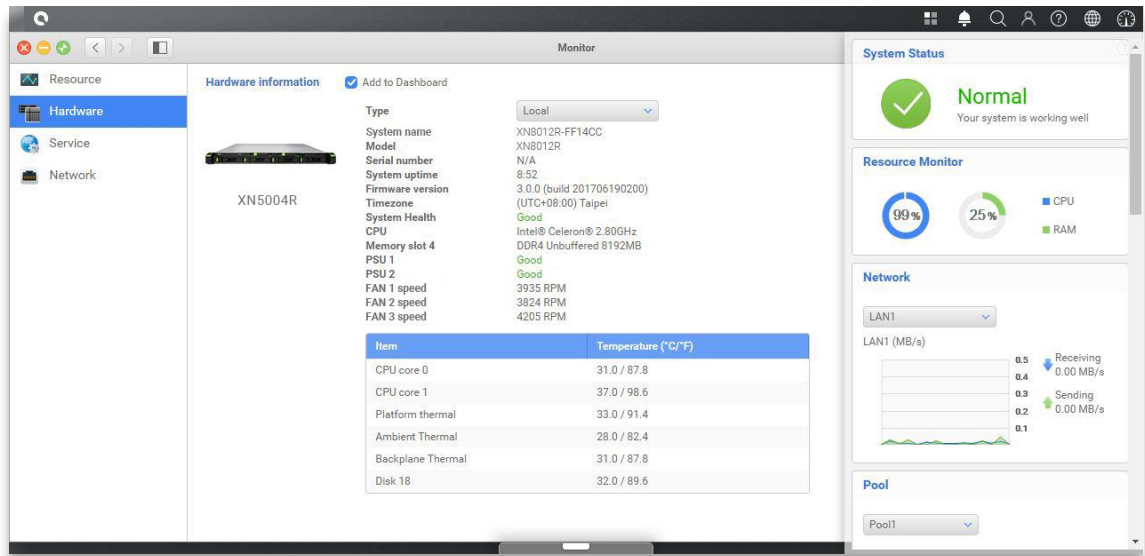 Monitor
Resource
Hardware
Service
Network
Hardware information
Add to Dashboard
XN5004R
Type Local
System name XN8012R-FF14CC
Model XN8012R
Serial number N/A
System uptime 8:52
Firmware version 3.0.0 (build 201706190200)
Timezone (UTC+08:00) Taipei
System Health Good
CPU Intel® Celeron® 2.80GHz
Memory slot 4 DDR4 Unbuffered 8192MB
PSU 1 Good
PSU 2 Good
FAN 1 speed 3935 RPM
FAN 2 speed 3824 RPM
FAN 3 speed 4205 RPM
Item Temperature (°C/°F)
CPU core 0 31.0 / 87.8
CPU core 1 37.0 / 98.6
Platform thermal 33.0 / 91.4
Ambient Thermal 28.0 / 82.4
Backplane Thermal 31.0 / 87.8
Disk 18 32.0 / 89.6
System Status
Normal
Your system is working well
Resource Monitor
99% 25%
CPU
RAM
Network
LAN1
LAN1 (MB/s)
0.5
0.4
0.3
0.2
0.1
Receiving
0.00 MB/s
Sending
0.00 MB/s
Pool
Pool1